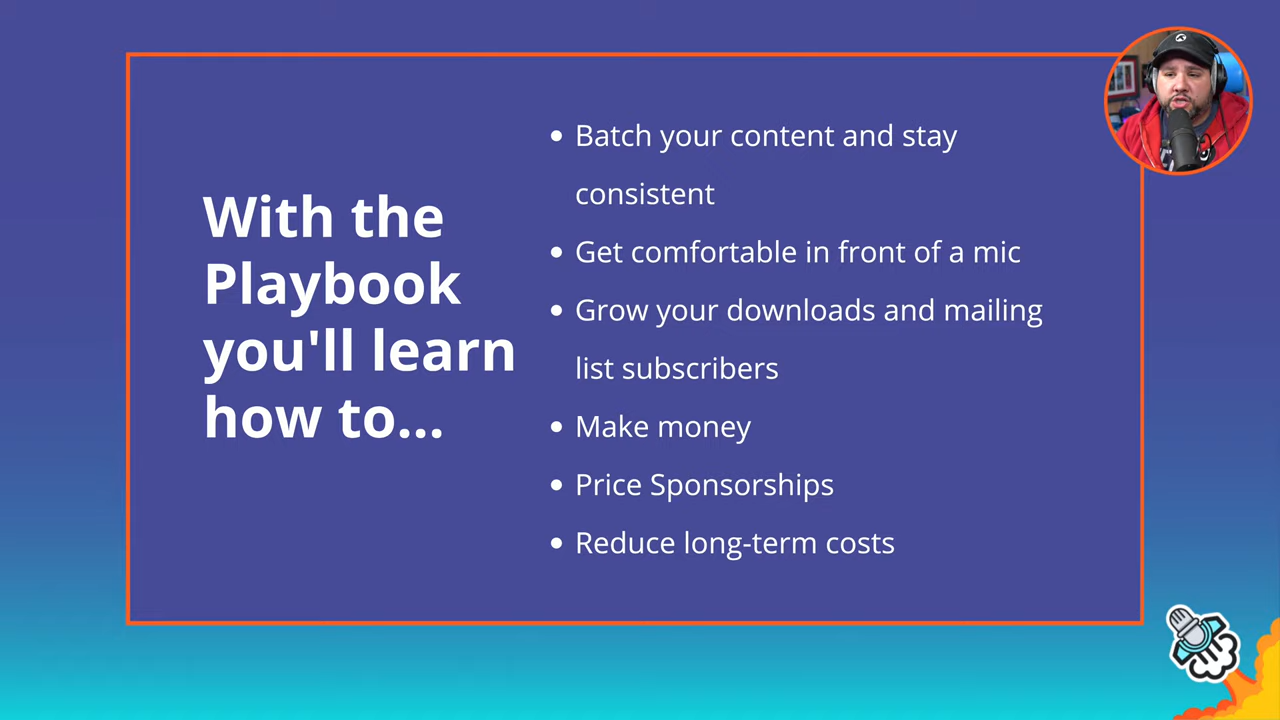 With the
Playbook
you'll learn
how to...
• Batch your content and stay
consistent
• Get comfortable in front of a mic
• Grow your downloads and mailing
list subscribers
• Make money
• Price Sponsorships
• Reduce long-term costs